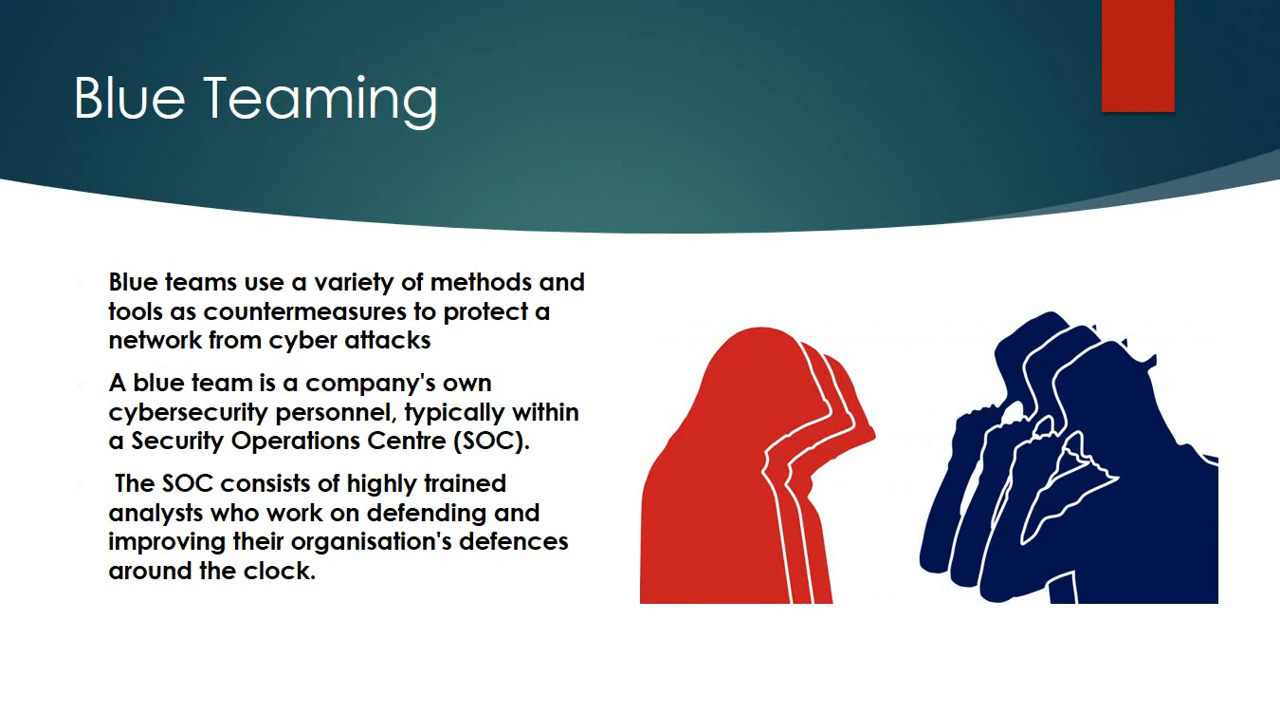 Blue Teaming
Blue teams use a variety of methods and
tools as countermeasures to protect a
network from cyber attacks
A blue team is a company's own
cybersecurity personnel, typically within
a Security Operations Centre (SOC).
The SOC consists of highly trained
analysts who work on defending and
improving their organisation's defences
around the clock.